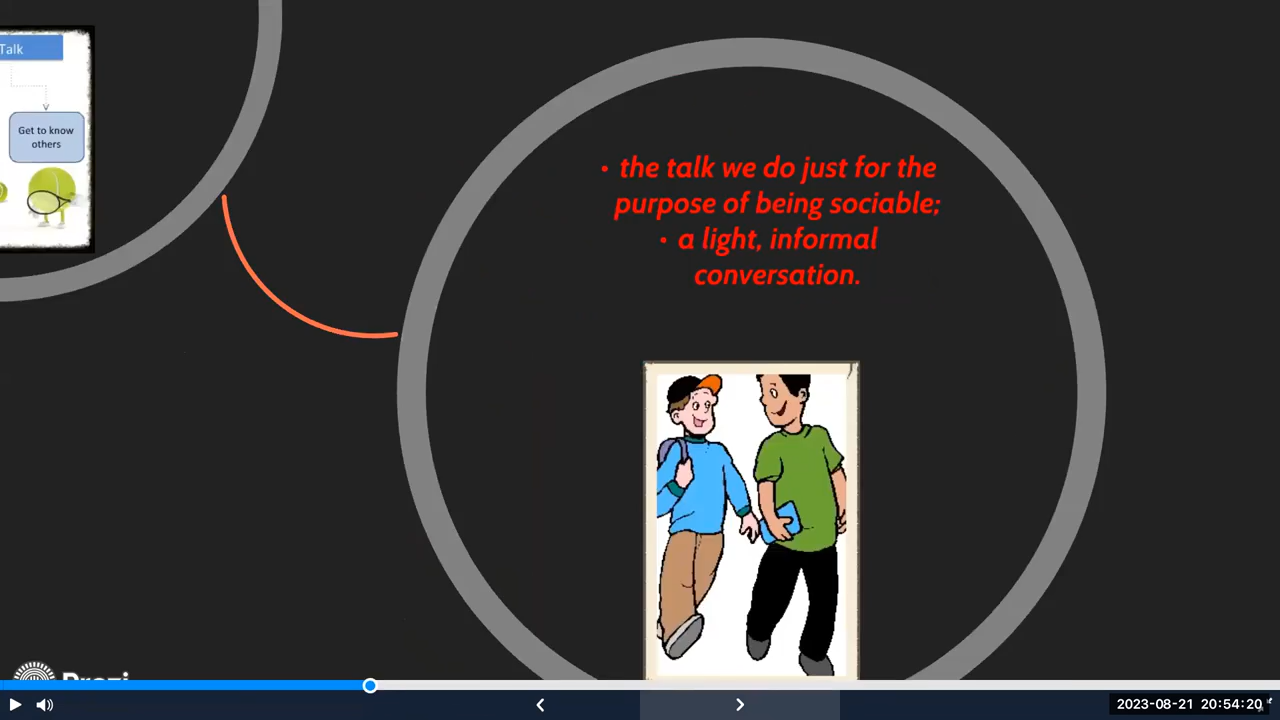 Talk
Get to know
others
• the talk we do just for the
purpose of being sociable;
• a light, informal
conversation.
Prezi
2023-08-21 20:54:20